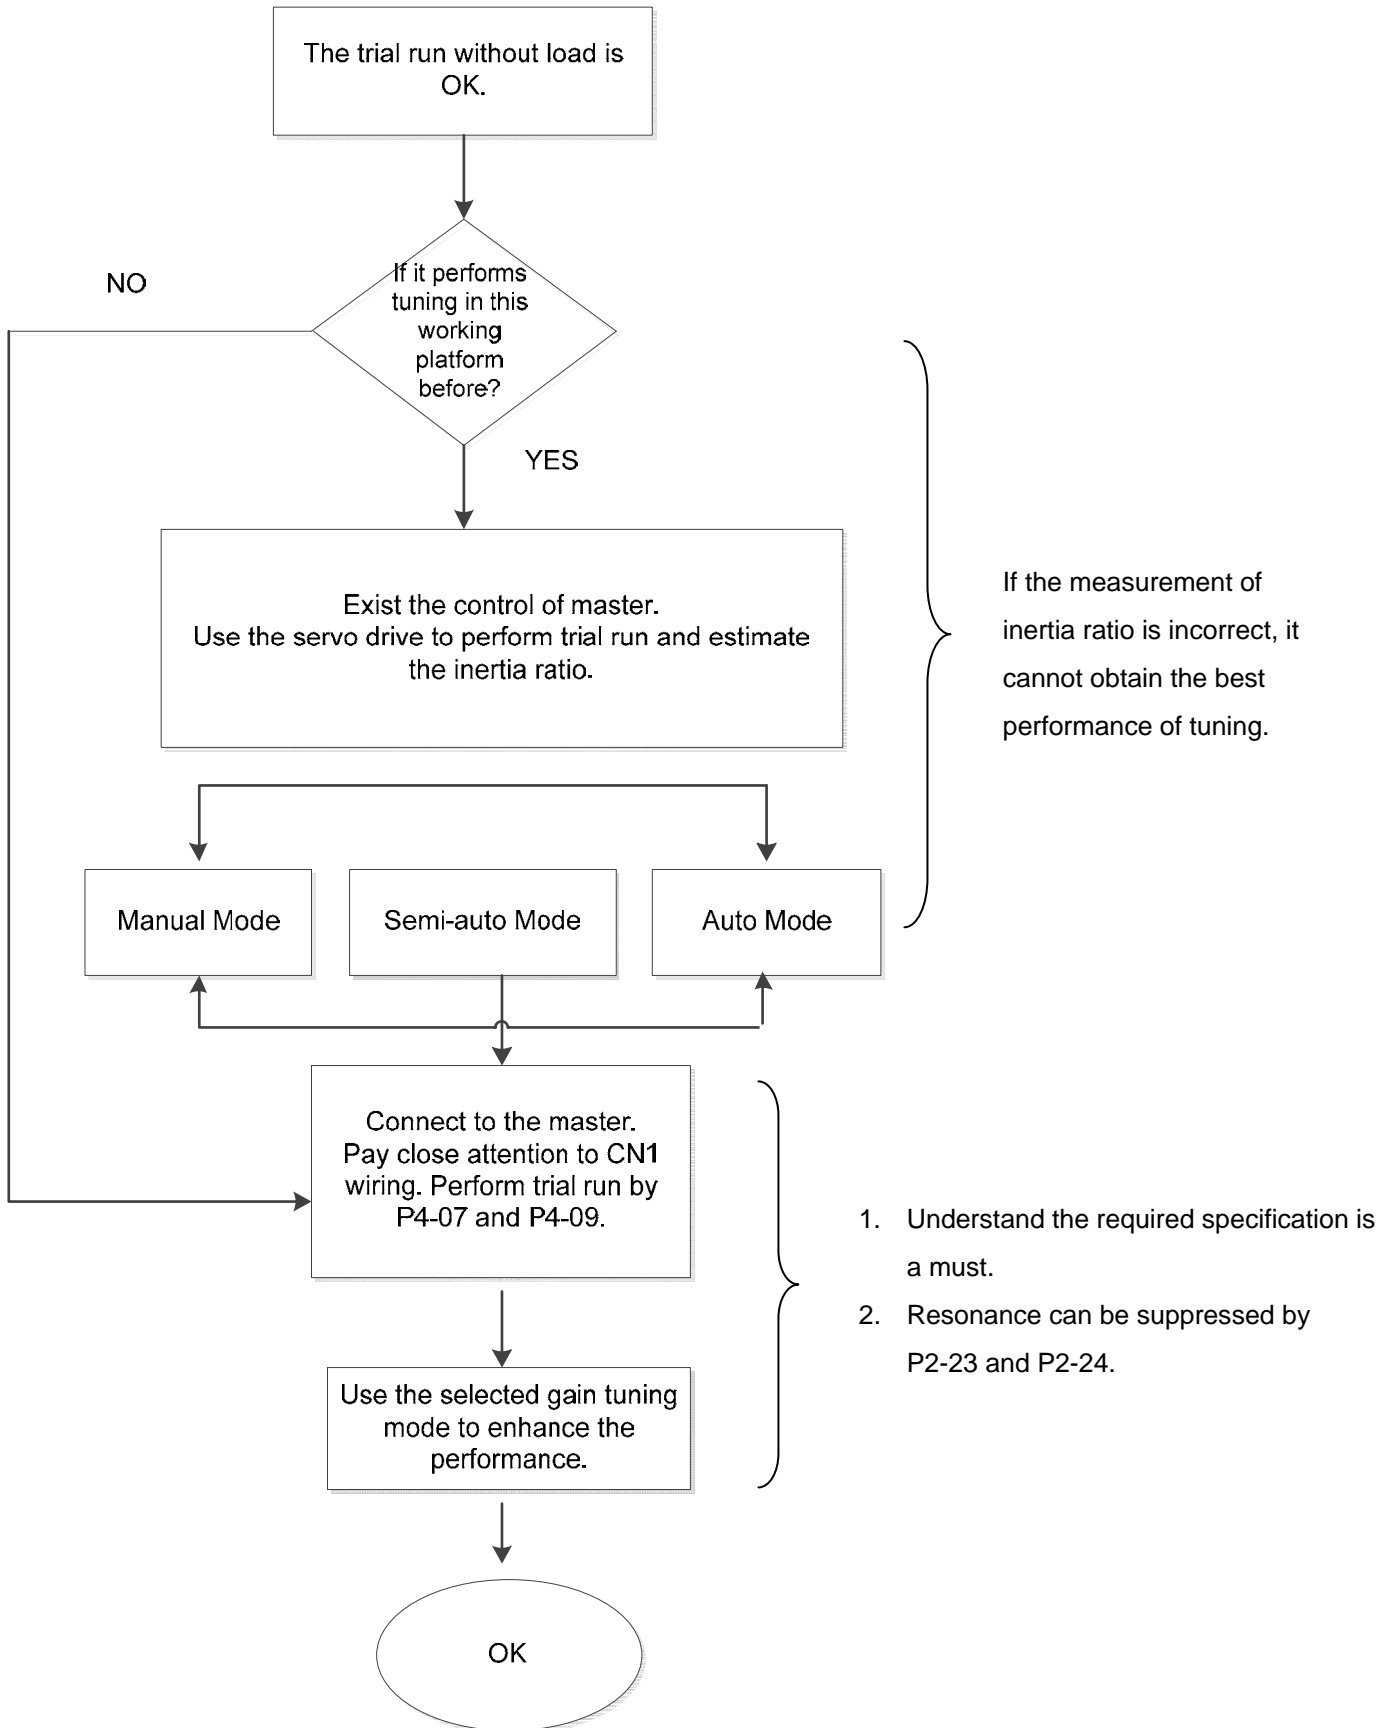 The trial run without load is
OK.
NO
If it performs
tuning in this
working
platform
before?
YES
Exist the control of master.
Use the servo drive to perform trial run and estimate
the inertia ratio.
If the measurement of
inertia ratio is incorrect, it
cannot obtain the best
performance of tuning.
Manual Mode
Semi-auto Mode
Auto Mode
Connect to the master.
Pay close attention to CN1
wiring. Perform trial run by
P4-07 and P4-09.
1. Understand the required specification is
a must.
2. Resonance can be suppressed by
P2-23 and P2-24.
Use the selected gain tuning
mode to enhance the
performance.
OK